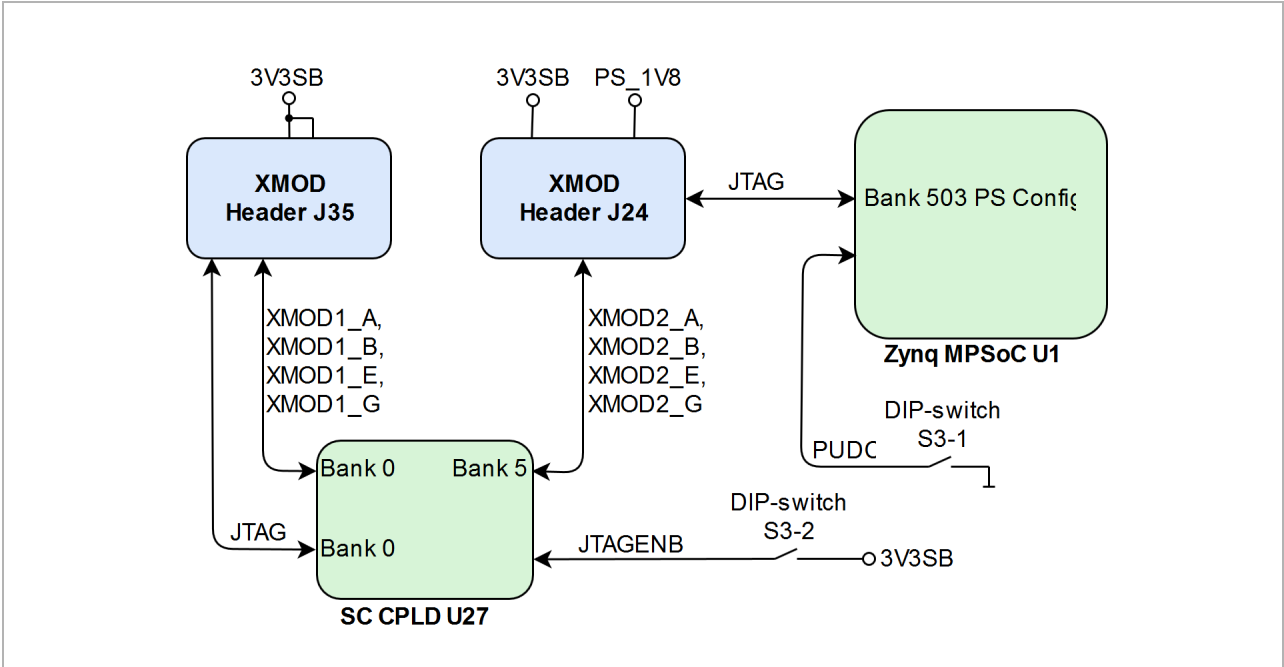 3V3SB
3V3SB
PS_1V8
XMOD
Header J35
XMOD
Header J24
JTAG
Bank 503 PS Config
Zynq MPSoC U1
XMOD1_A,
XMOD1_B,
XMOD1_E,
XMOD1_G
XMOD2_A,
XMOD2_B,
XMOD2_E,
XMOD2_G
DIP-switch
S3-1
PUDC
Bank 0
Bank 5
DIP-switch
S3-2
JTAG
Bank 0
JTAGENB
3V3SB
SC CPLD U27